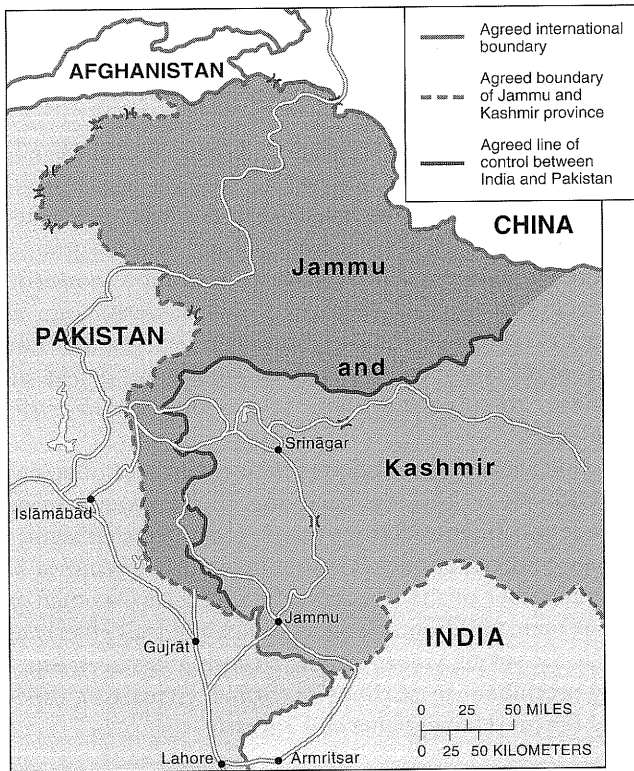 Agreed international
boundary
Agreed boundary
of Jammu and
Kashmir province
Agreed line of
control between
India and Pakistan
AFGHANISTAN
CHINA
Jammu
PAKISTAN
and
Srināgar
Kashmir
Islāmābād
Jammu
Gujrāt
INDIA
0 25 50 MILES
0 25 50 KILOMETERS
Lahore
Armritsar